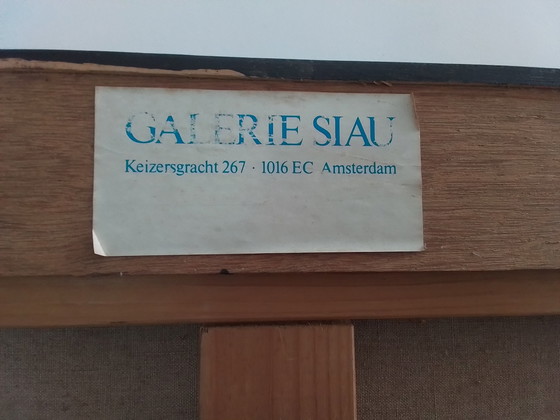 GALERIE SIAU
Keizersgracht 267 · 1016 EC Amsterdam